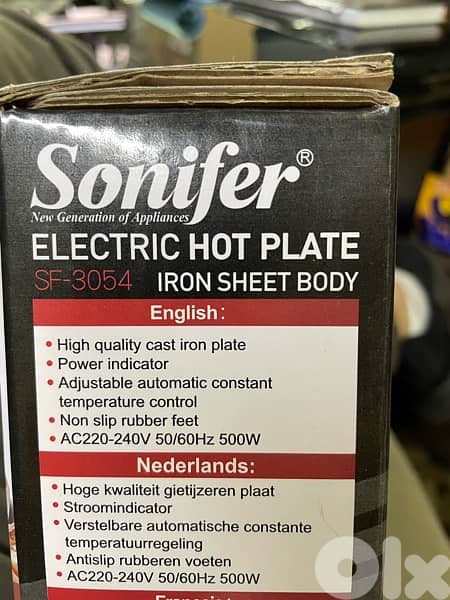 Sonifer®
New Generation of Appliances
ELECTRIC HOT PLATE
SF-3054 IRON SHEET BODY
English:
• High quality cast iron plate
• Power indicator
• Adjustable automatic constant
temperature control
• Non slip rubber feet
• AC220-240V 50/60Hz 500W
Nederlands:
• Hoge kwaliteit gietijzeren plaat
• Stroomindicator
• Verstelbare automatische constante
temperatuurregeling
• Antislip rubberen voeten
• AC220-240V 50/60Hz 500W
olx